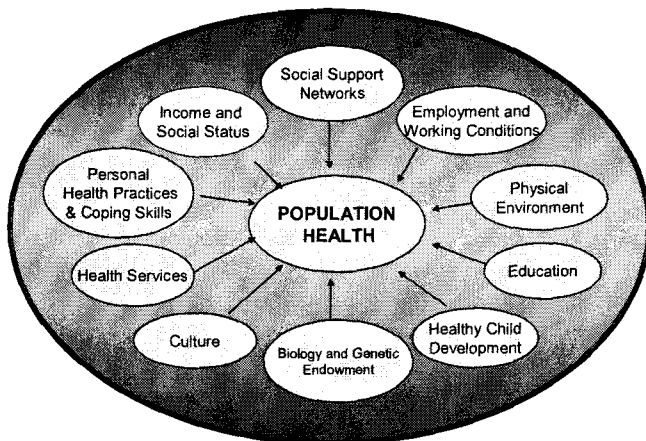 Social Support
Networks
Income and
Social Status
Employment and
Working Conditions
Personal
Health Practices
& Coping Skills
Physical
Environment
POPULATION
HEALTH
Health Services
Education
Culture
Biology and Genetic
Endowment
Healthy Child
Development